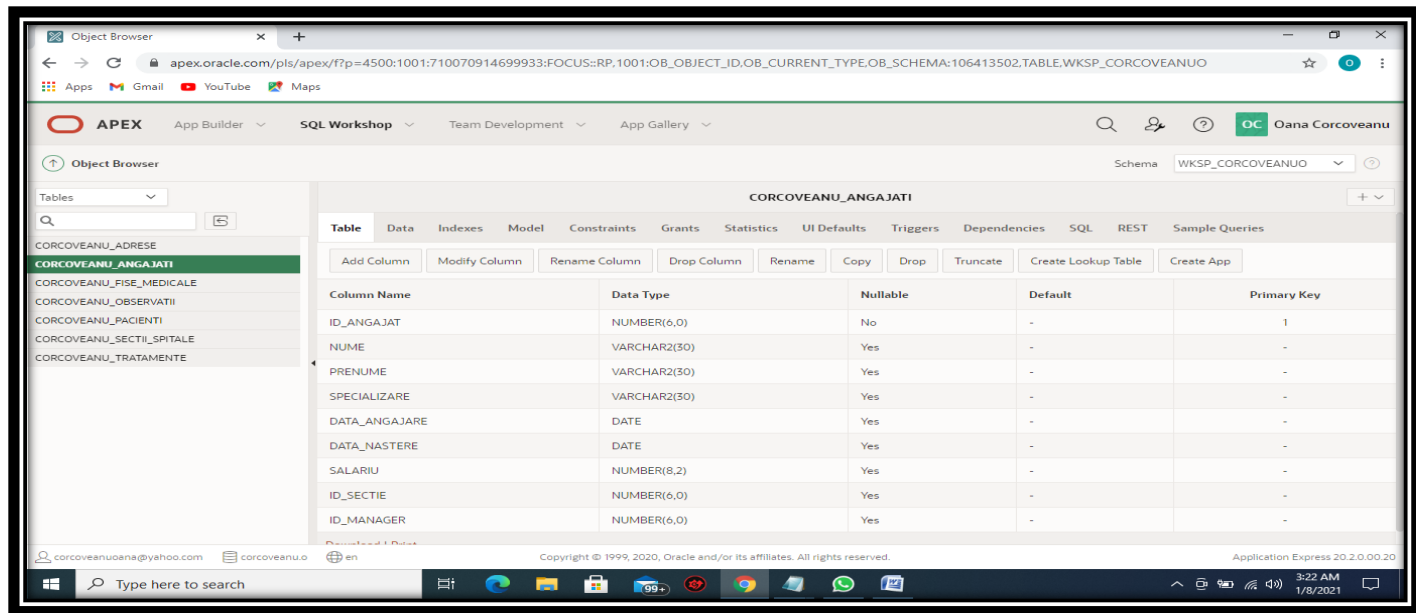 Object Browser × +
apex.oracle.com/pls/apex/f?p=4500:1001:710070914699933:FOCUS::RP,1001:OB_OBJECT_ID,OB_CURRENT_TYPE,OB_SCHEMA:106413502,TABLE,WKSP_CORCOVEANUO O
Apps Gmail YouTube Maps
APEX App Builder SQL Workshop Team Development App Gallery OC Oana Corcoveanu
Object Browser Schema WKSP_CORCOVEANUO
Tables CORCOVEANU_ANGAJATI
Table Data Indexes Model Constraints Grants Statistics UI Defaults Triggers Dependencies SQL REST Sample Queries
CORCOVEANU_ADRESE
CORCOVEANU_ANGAJATI
CORCOVEANU_FISE_MEDICALE
CORCOVEANU_OBSERVATII
CORCOVEANU_PACIENTI
CORCOVEANU_SECTII_SPITALE
CORCOVEANU_TRATAMENTE
Add Column Modify Column Rename Column Drop Column Rename Copy Drop Truncate Create Lookup Table Create App
Column Name Data Type Nullable Default Primary Key
ID_ANGAJAT NUMBER(6,0) No - 1
NUME VARCHAR2(30) Yes - -
PRENUME VARCHAR2(30) Yes - -
SPECIALIZARE VARCHAR2(30) Yes - -
DATA_ANGAJARE DATE Yes - -
DATA_NASTERE DATE Yes - -
SALARIU NUMBER(8,2) Yes - -
ID_SECTIE NUMBER(6,0) Yes - -
ID_MANAGER NUMBER(6,0) Yes - -
Download | Print
corcoveanuoana@yahoo.com corcoveanu.o en Copyright © 1999, 2020, Oracle and/or its affiliates. All rights reserved. Application Express 20.2.0.00.20
Type here to search 99+ 3:22 AM
1/8/2021